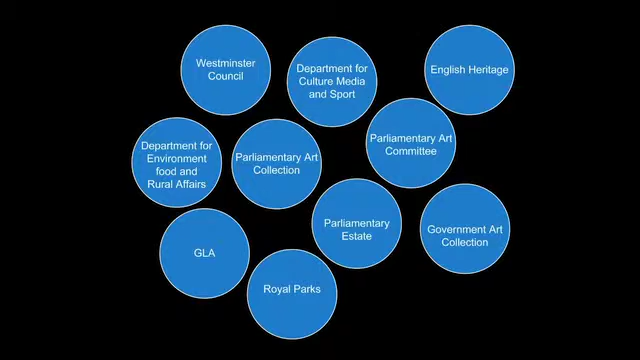 Westminster
Council
Department for
Culture Media
and Sport
English Heritage
Department for
Environment
food and
Rural Affairs
Parliamentary Art
Collection
Parliamentary Art
Committee
Parliamentary
Estate
Government Art
Collection
GLA
Royal Parks